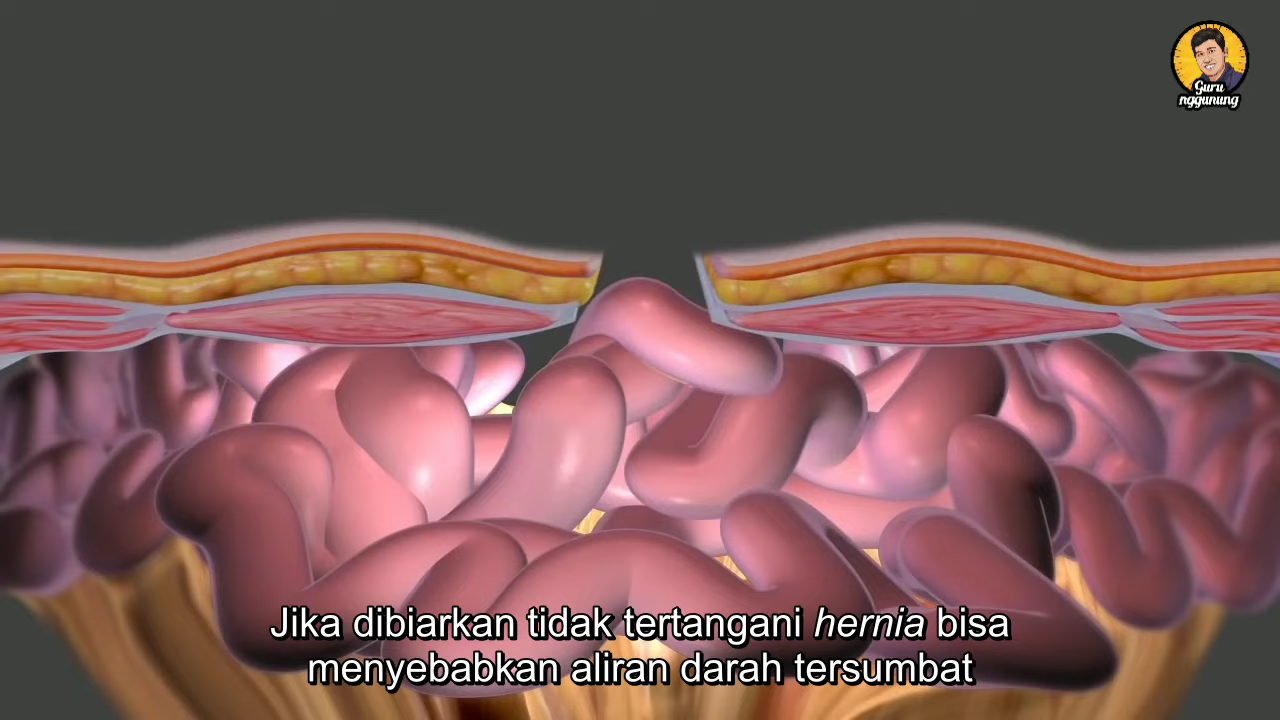 Guru
nggunung
Jika dibiarkan tidak tertangani hernia bisa
menyebabkan aliran darah tersumbat